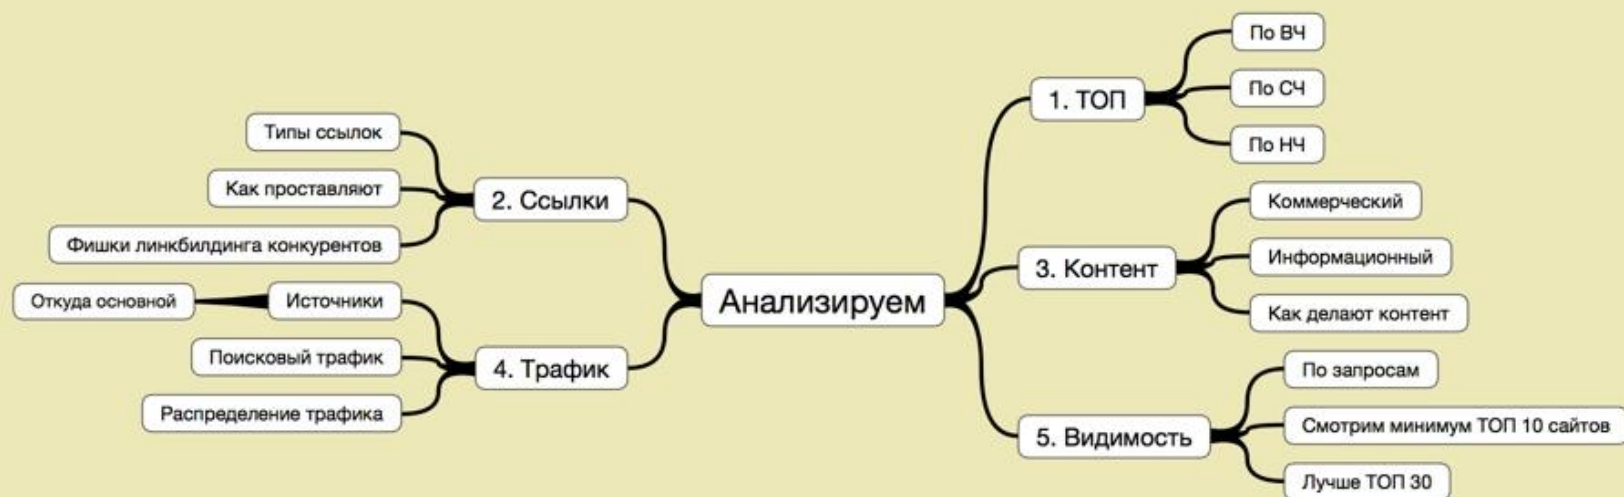 Анализируем
1. ТОП
По ВЧ
По СЧ
По НЧ
2. Ссылки
Типы ссылок
Как проставляют
Фишки линкбилдинга конкурентов
3. Контент
Коммерческий
Информационный
Как делают контент
4. Трафик
Источники
Откуда основной
Поисковый трафик
Распределение трафика
5. Видимость
По запросам
Смотрим минимум ТОП 10 сайтов
Лучше ТОП 30